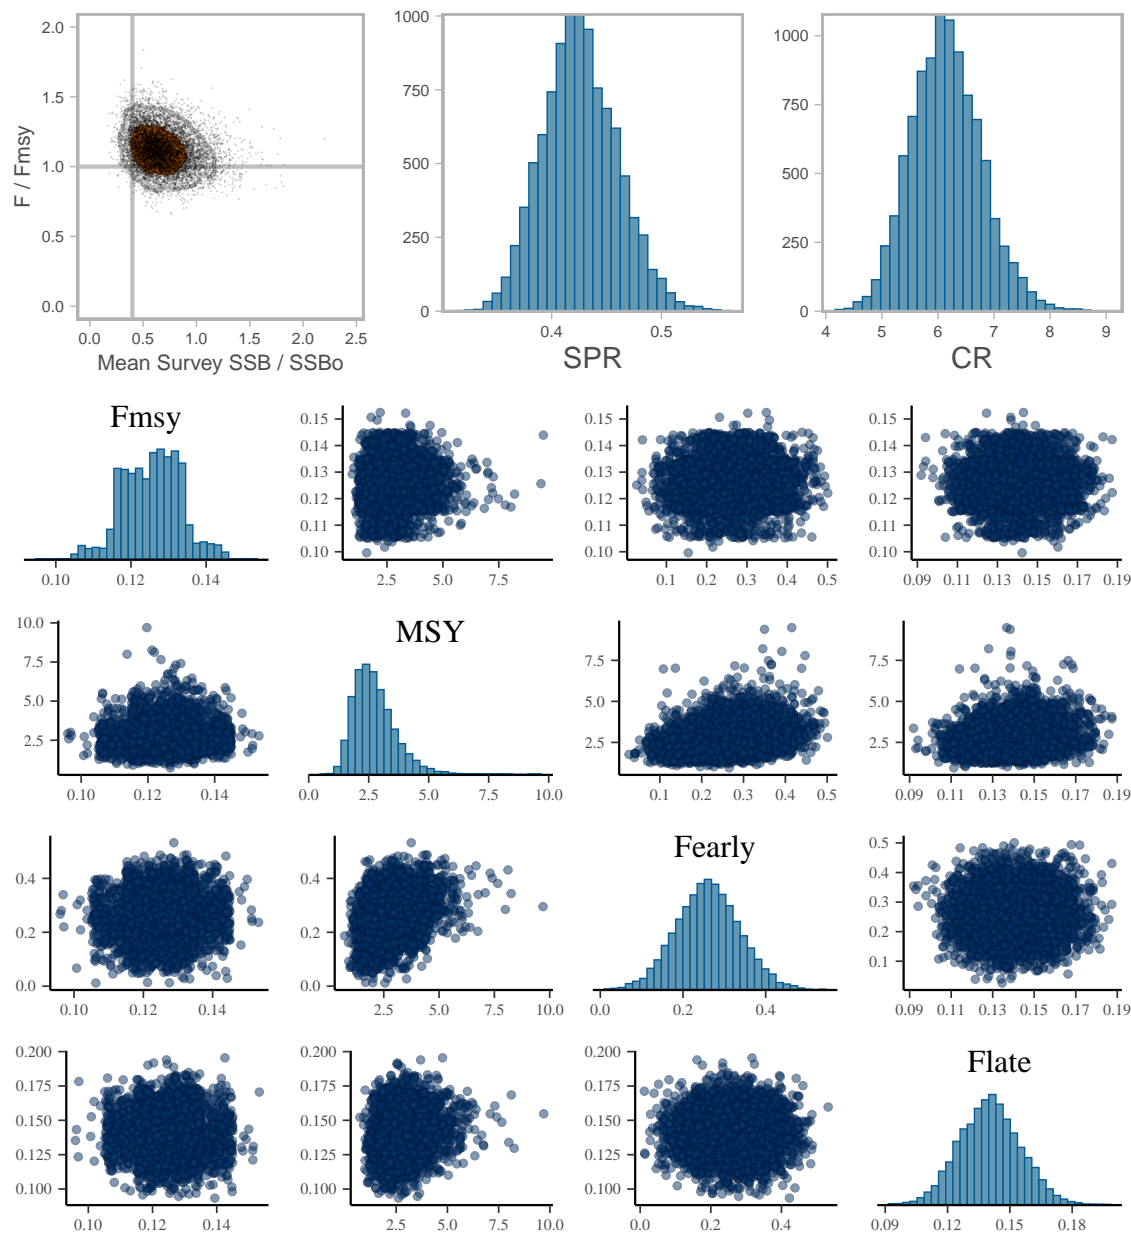 2.0
1.5
1.0
0.5
0.0
F / Fmsy
0.0 0.5 1.0 1.5 2.0 2.5
Mean Survey SSB / SSBo
1000
750
500
250
0
0.4 0.5
SPR
1000
750
500
250
0
4 5 6 7 8 9
CR
Fmsy
0.10 0.12 0.14
0.15
0.14
0.13
0.12
0.11
0.10
2.5 5.0 7.5
0.15
0.14
0.13
0.12
0.11
0.10
0.1 0.2 0.3 0.4 0.5
0.15
0.14
0.13
0.12
0.11
0.10
0.09 0.11 0.13 0.15 0.17 0.19
10.0
7.5
5.0
2.5
0.10 0.12 0.14
MSY
0.0 2.5 5.0 7.5 10.0
7.5
5.0
2.5
0.1 0.2 0.3 0.4 0.5
7.5
5.0
2.5
0.09 0.11 0.13 0.15 0.17 0.19
0.4
0.2
0.0
0.10 0.12 0.14
0.4
0.2
0.0
2.5 5.0 7.5 10.0
Fearly
0.0 0.2 0.4
0.5
0.4
0.3
0.2
0.1
0.09 0.11 0.13 0.15 0.17 0.19
0.200
0.175
0.150
0.125
0.100
0.10 0.12 0.14
0.200
0.175
0.150
0.125
0.100
2.5 5.0 7.5 10.0
0.200
0.175
0.150
0.125
0.100
0.0 0.2 0.4
Flate
0.09 0.12 0.15 0.18